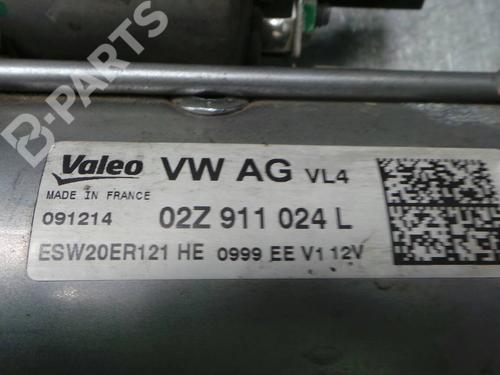 B-PARTS
Valeo VW AG VL4
MADE IN FRANCE
091214 02Z 911 024 L
ESW20ER121 HE 0999 EE V1 12V